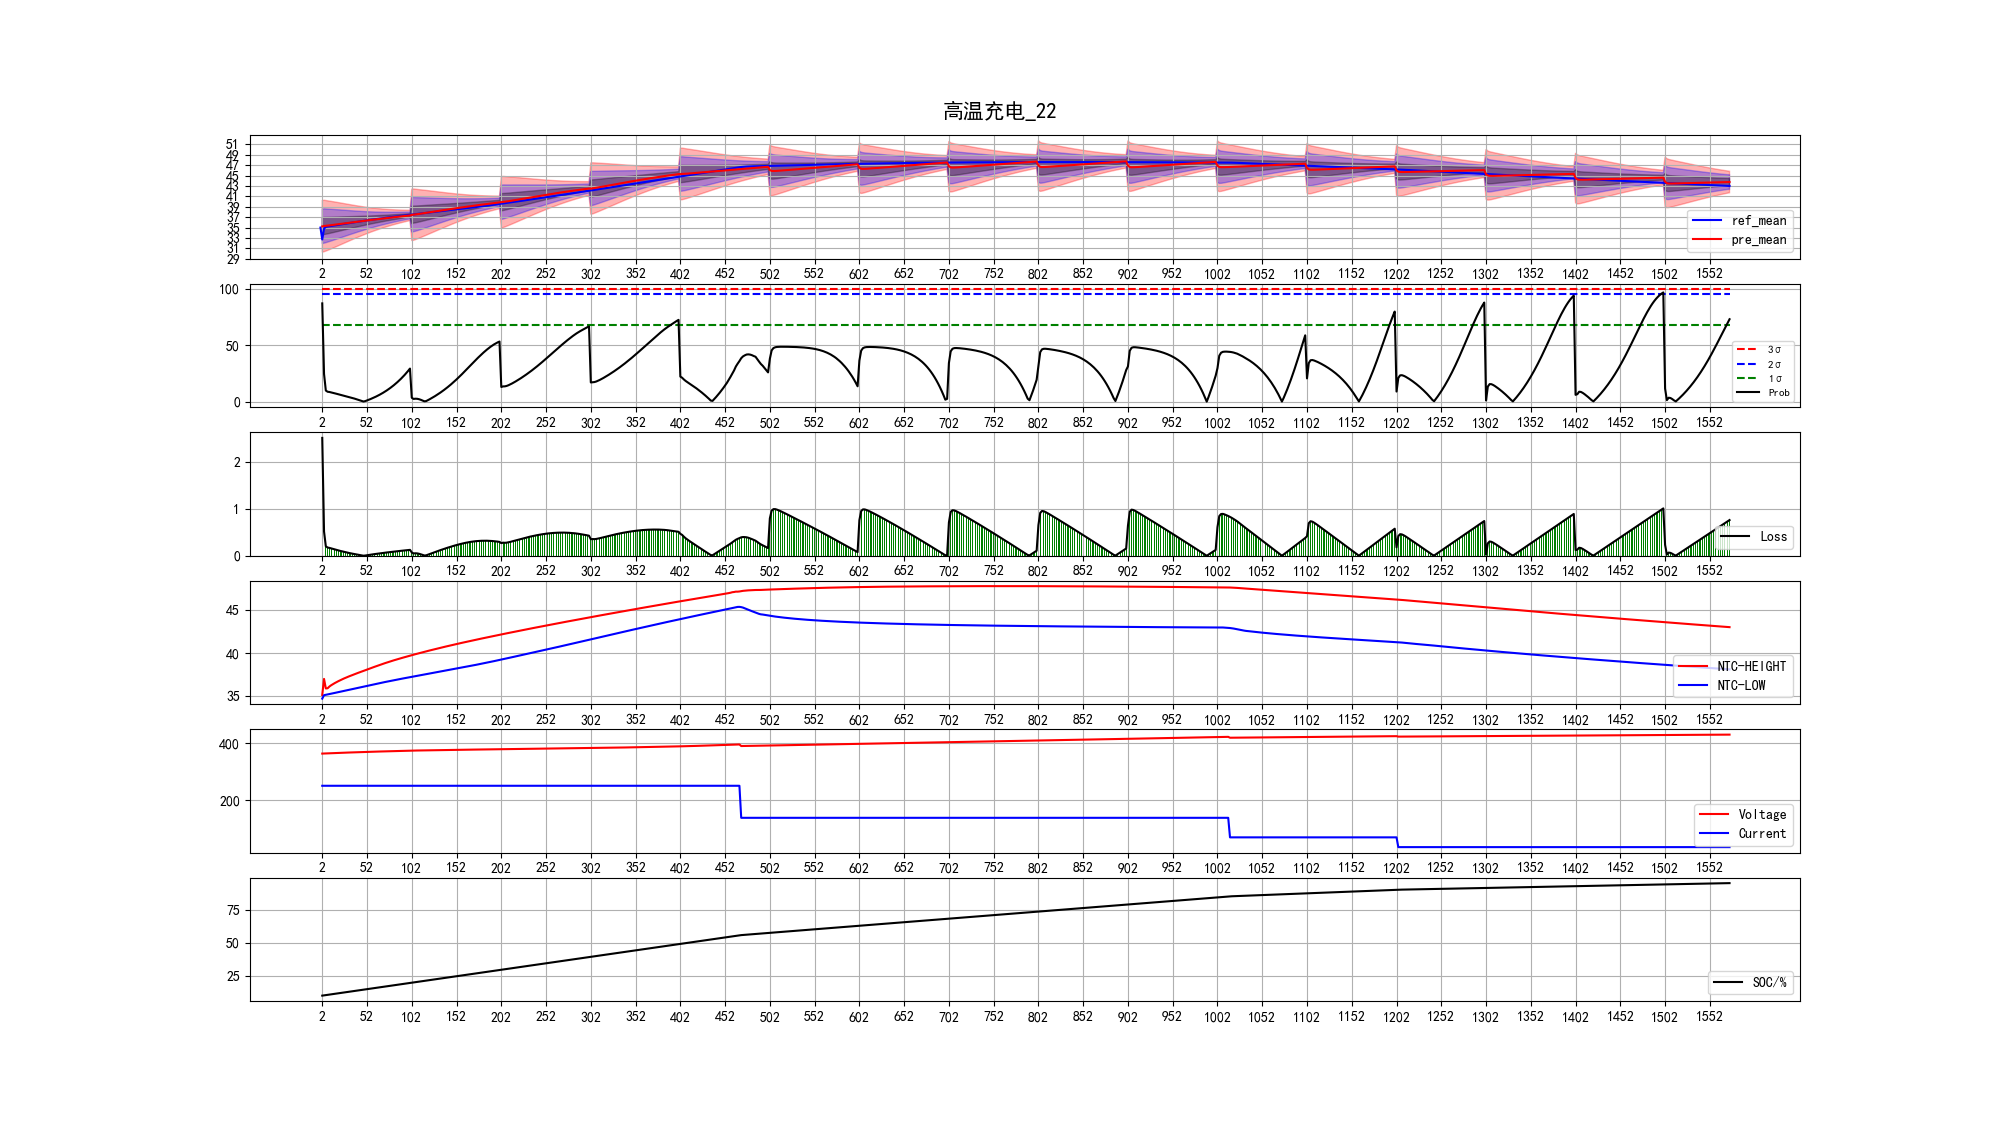 高温充电_22
51
49
47
45
43
41
39
37
35
33
31
29
ref_mean
pre_mean
2 52 102 152 202 252 302 352 402 452 502 552 602 652 702 752 802 852 902 952 1002 1052 1102 1152 1202 1252 1302 1352 1402 1452 1502 1552
100
50
0
3σ
2σ
1σ
Prob
2 52 102 152 202 252 302 352 402 452 502 552 602 652 702 752 802 852 902 952 1002 1052 1102 1152 1202 1252 1302 1352 1402 1452 1502 1552
2
1
0
Loss
2 52 102 152 202 252 302 352 402 452 502 552 602 652 702 752 802 852 902 952 1002 1052 1102 1152 1202 1252 1302 1352 1402 1452 1502 1552
45
40
35
NTC-HEIGHT
NTC-LOW
2 52 102 152 202 252 302 352 402 452 502 552 602 652 702 752 802 852 902 952 1002 1052 1102 1152 1202 1252 1302 1352 1402 1452 1502 1552
400
200
Voltage
Current
2 52 102 152 202 252 302 352 402 452 502 552 602 652 702 752 802 852 902 952 1002 1052 1102 1152 1202 1252 1302 1352 1402 1452 1502 1552
75
50
25
SOC/%
2 52 102 152 202 252 302 352 402 452 502 552 602 652 702 752 802 852 902 952 1002 1052 1102 1152 1202 1252 1302 1352 1402 1452 1502 1552